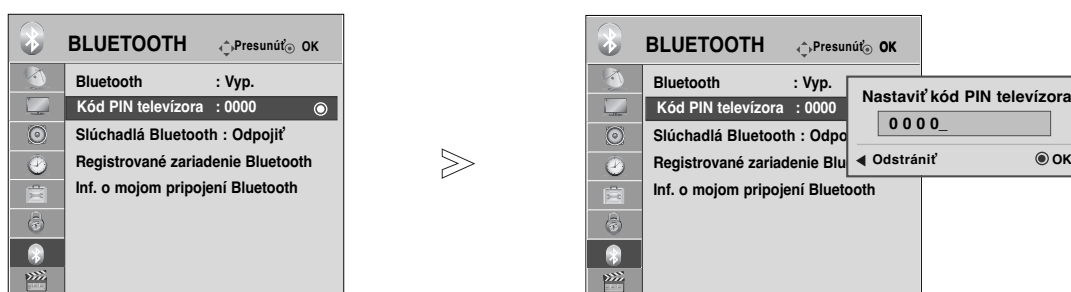 BLUETOOTH Presunúť OK
Bluetooth : Vyp.
Kód PIN televízora : 0000
Slúchadlá Bluetooth : Odpojiť
Registrované zariadenie Bluetooth
Inf. o mojom pripojení Bluetooth
BLUETOOTH Presunúť OK
Bluetooth : Vyp.
Kód PIN televízora : 0000
Slúchadlá Bluetooth : Odpo
Registrované zariadenie Blu
Inf. o mojom pripojení Bluetooth
Nastaviť kód PIN televízora
0 0 0 0_
Odstrániť OK